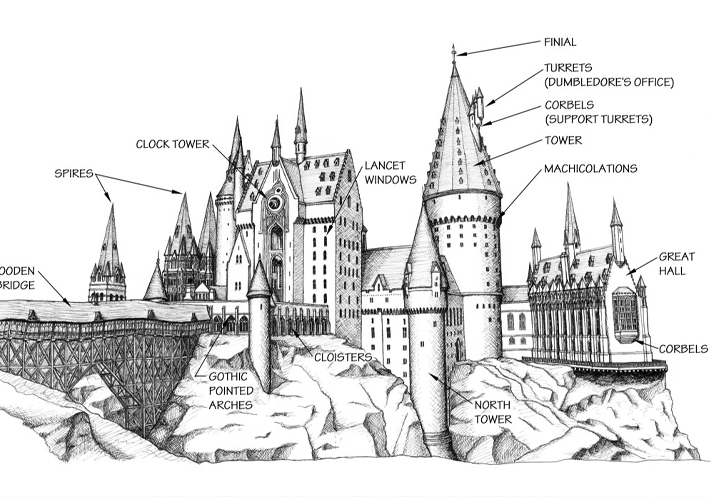 FINIAL
TURRETS
(DUMBLEDORE'S OFFICE)
CORBELS
(SUPPORT TURRETS)
TOWER
MACHICOLATIONS
CLOCK TOWER
LANCET
WINDOWS
SPIRES
GREAT
HALL
OODEN
BRIDGE
CORBELS
CLOISTERS
GOTHIC
POINTED
ARCHES
NORTH
TOWER